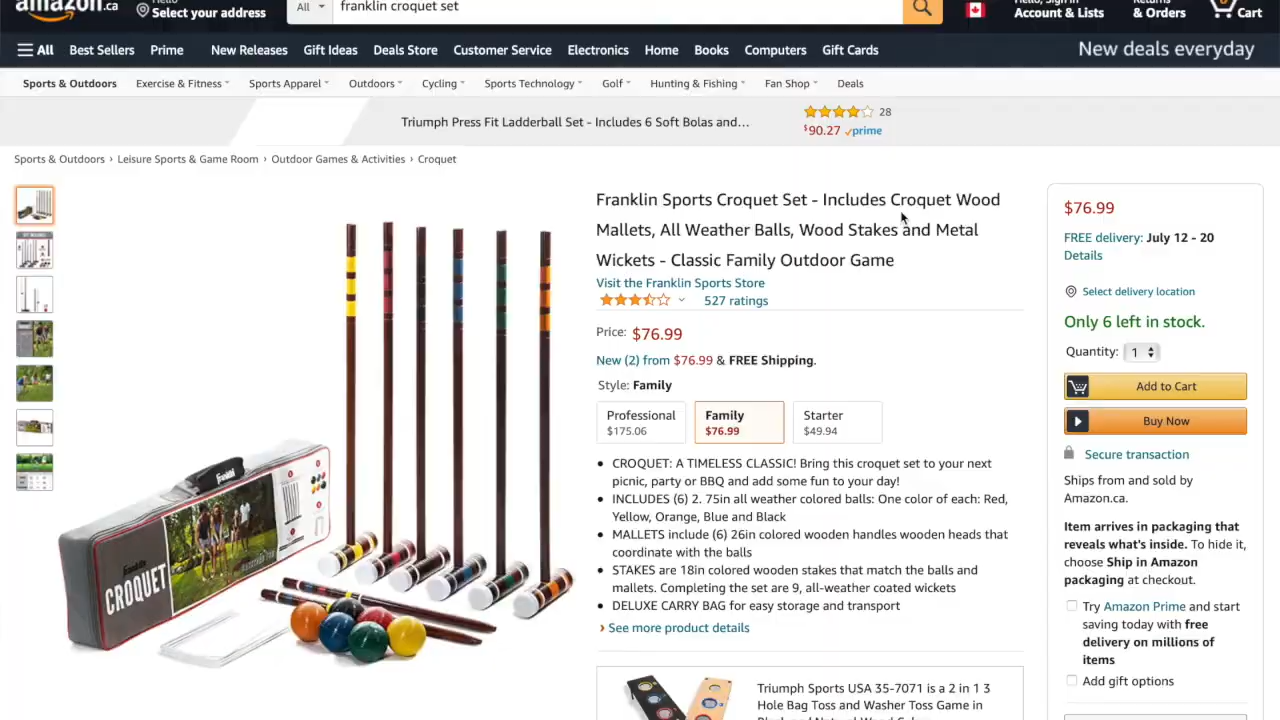 amazon.ca
Hello
Select your address
All
franklin croquet set
Hello, Sign in
Account & Lists
Returns
& Orders
Cart
All
Best Sellers
Prime
New Releases
Gift Ideas
Deals Store
Customer Service
Electronics
Home
Books
Computers
Gift Cards
New deals everyday
Sports & Outdoors
Exercise & Fitness
Sports Apparel
Outdoors
Cycling
Sports Technology
Golf
Hunting & Fishing
Fan Shop
Deals
Triumph Press Fit Ladderball Set - Includes 6 Soft Bolas and...
28
$90.27 prime
Sports & Outdoors › Leisure Sports & Game Room › Outdoor Games & Activities › Croquet
Franklin
CROQUET
Franklin Sports Croquet Set - Includes Croquet Wood
Mallets, All Weather Balls, Wood Stakes and Metal
Wickets - Classic Family Outdoor Game
Visit the Franklin Sports Store
527 ratings
Price: $76.99
New (2) from $76.99 & FREE Shipping.
Style: Family
Professional
$175.06
Family
$76.99
Starter
$49.94
• CROQUET: A TIMELESS CLASSIC! Bring this croquet set to your next
picnic, party or BBQ and add some fun to your day!
• INCLUDES (6) 2. 75in all weather colored balls: One color of each: Red,
Yellow, Orange, Blue and Black
• MALLETS include (6) 26in colored wooden handles wooden heads that
coordinate with the balls
• STAKES are 18in colored wooden stakes that match the balls and
mallets. Completing the set are 9, all-weather coated wickets
• DELUXE CARRY BAG for easy storage and transport
› See more product details
Triumph Sports USA 35-7071 is a 2 in 1 3
Hole Bag Toss and Washer Toss Game in
$76.99
FREE delivery: July 12 - 20
Details
Select delivery location
Only 6 left in stock.
Quantity: 1
Add to Cart
Buy Now
Secure transaction
Ships from and sold by
Amazon.ca.
Item arrives in packaging that
reveals what's inside. To hide it,
choose Ship in Amazon
packaging at checkout.
Try Amazon Prime and start
saving today with free
delivery on millions of
items
Add gift options